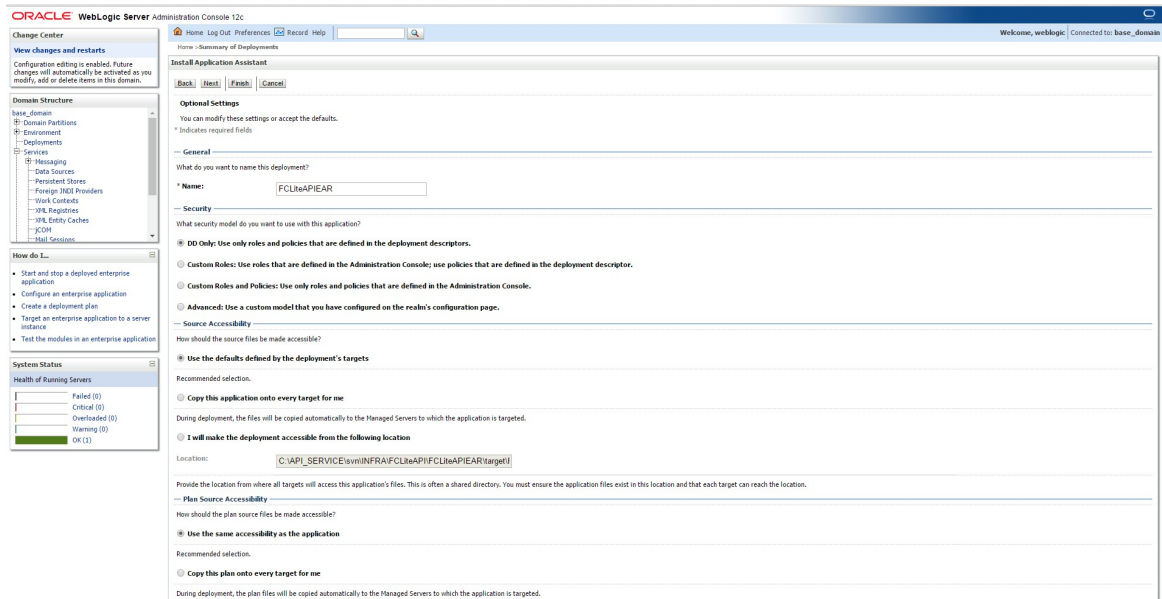 ORACLE WebLogic Server Administration Console 12c
Change Center
View changes and restarts
Configuration editing is enabled. Future
changes will automatically be activated as you
modify, add or delete items in this domain.
Domain Structure
base_domain
Domain Partitions
Environment
Deployments
Services
Messaging
Data Sources
Persistent Stores
Foreign JNDI Providers
Work Contexts
XML Registries
XML Entity Caches
jCOM
Mail Sessions
How do I...
Start and stop a deployed enterprise
application
Configure an enterprise application
Create a deployment plan
Target an enterprise application to a server
instance
Test the modules in an enterprise application
System Status
Health of Running Servers
Failed (0)
Critical (0)
Overloaded (0)
Warning (0)
OK (1)
Home Log Out Preferences Record Help
Welcome, weblogic Connected to: base_domain
Home >Summary of Deployments
Install Application Assistant
Back Next Finish Cancel
Optional Settings
You can modify these settings or accept the defaults.
* Indicates required fields
General
What do you want to name this deployment?
* Name: FCLiteAPIEAR
Security
What security model do you want to use with this application?
DD Only: Use only roles and policies that are defined in the deployment descriptors.
Custom Roles: Use roles that are defined in the Administration Console; use policies that are defined in the deployment descriptor.
Custom Roles and Policies: Use only roles and policies that are defined in the Administration Console.
Advanced: Use a custom model that you have configured on the realm's configuration page.
Source Accessibility
How should the source files be made accessible?
Use the defaults defined by the deployment's targets
Recommended selection.
Copy this application onto every target for me
During deployment, the files will be copied automatically to the Managed Servers to which the application is targeted.
I will make the deployment accessible from the following location
Location: C:\API_SERVICE\svn\INFRA\FCLiteAPI\FCLiteAPIEAR\target\
Provide the location from where all targets will access this application's files. This is often a shared directory. You must ensure the application files exist in this location and that each target can reach the location.
Plan Source Accessibility
How should the plan source files be made accessible?
Use the same accessibility as the application
Recommended selection.
Copy this plan onto every target for me
During deployment, the plan files will be copied automatically to the Managed Servers to which the application is targeted.